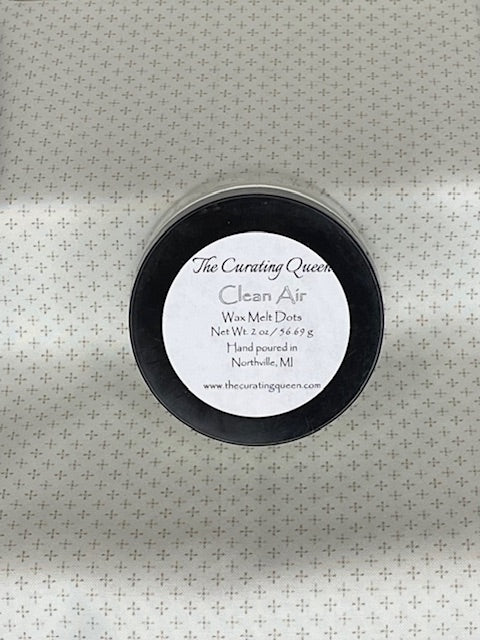 The Curating Queen
Clean Air
Wax Melt Dots
Net Wt. 2 oz / 56.69 g
Hand poured in
Northville, MI
www.thecuratingqueen.com